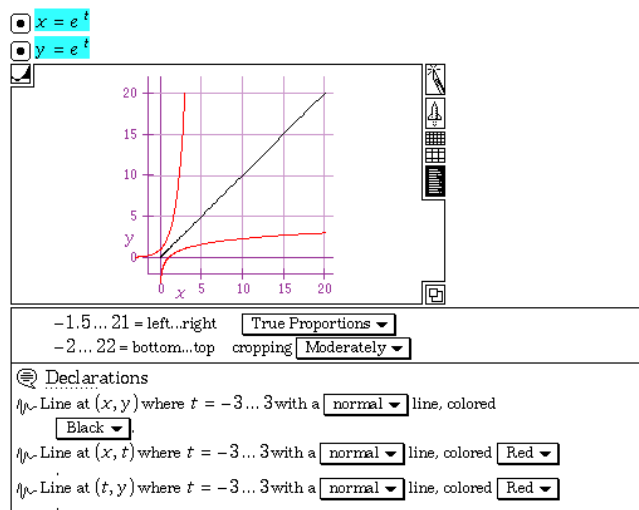 x = e^t
y = e^t
20
15
10
5
y
0
0 5 10 15 20
x
−1.5...21 = left...right True Proportions
−2...22 = bottom...top cropping Moderately
Declarations
Line at (x, y) where t = −3...3 with a normal line, colored
Black .
Line at (x, t) where t = −3...3 with a normal line, colored Red
.
Line at (t, y) where t = −3...3 with a normal line, colored Red
.